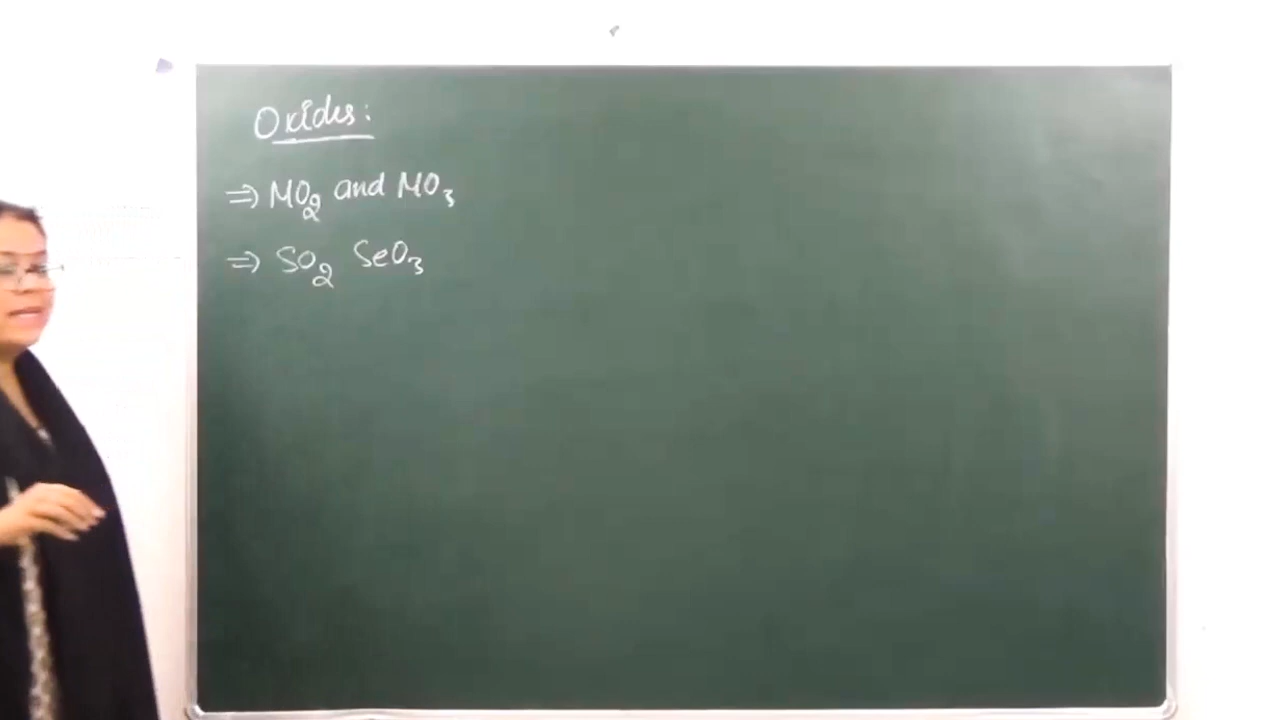 Oxides:
⇒ MO₂ and MO₃
⇒ SO₂ SeO₃